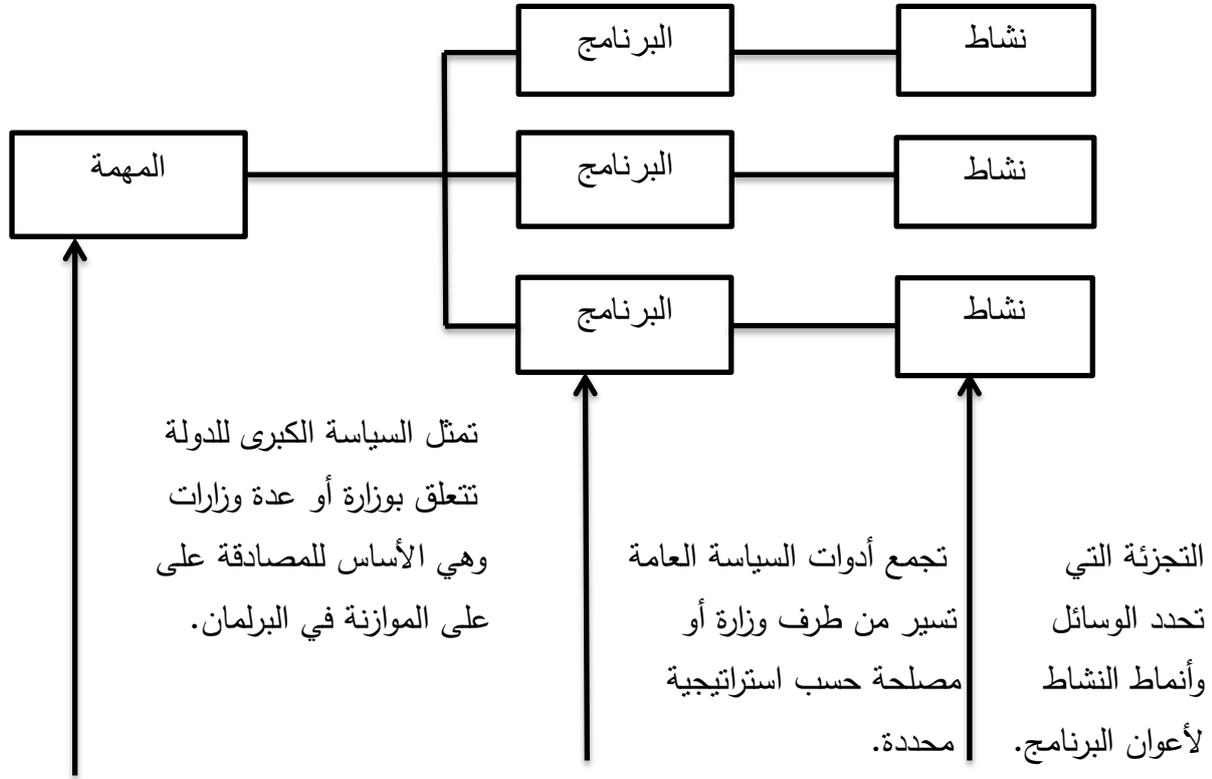 البرنامج
نشاط
المهمة
البرنامج
نشاط
البرنامج
نشاط
تمثل السياسة الكبرى للدولة
تتعلق بوزارة أو عدة وزارات
وهي الأساس للمصادقة على
على الموازنة في البرلمان.
تجمع أدوات السياسة العامة
تسير من طرف وزارة أو
مصلحة حسب استراتيجية
محددة.
التجزئة التي
تحدد الوسائل
وأنماط النشاط
لأعوان البرنامج.